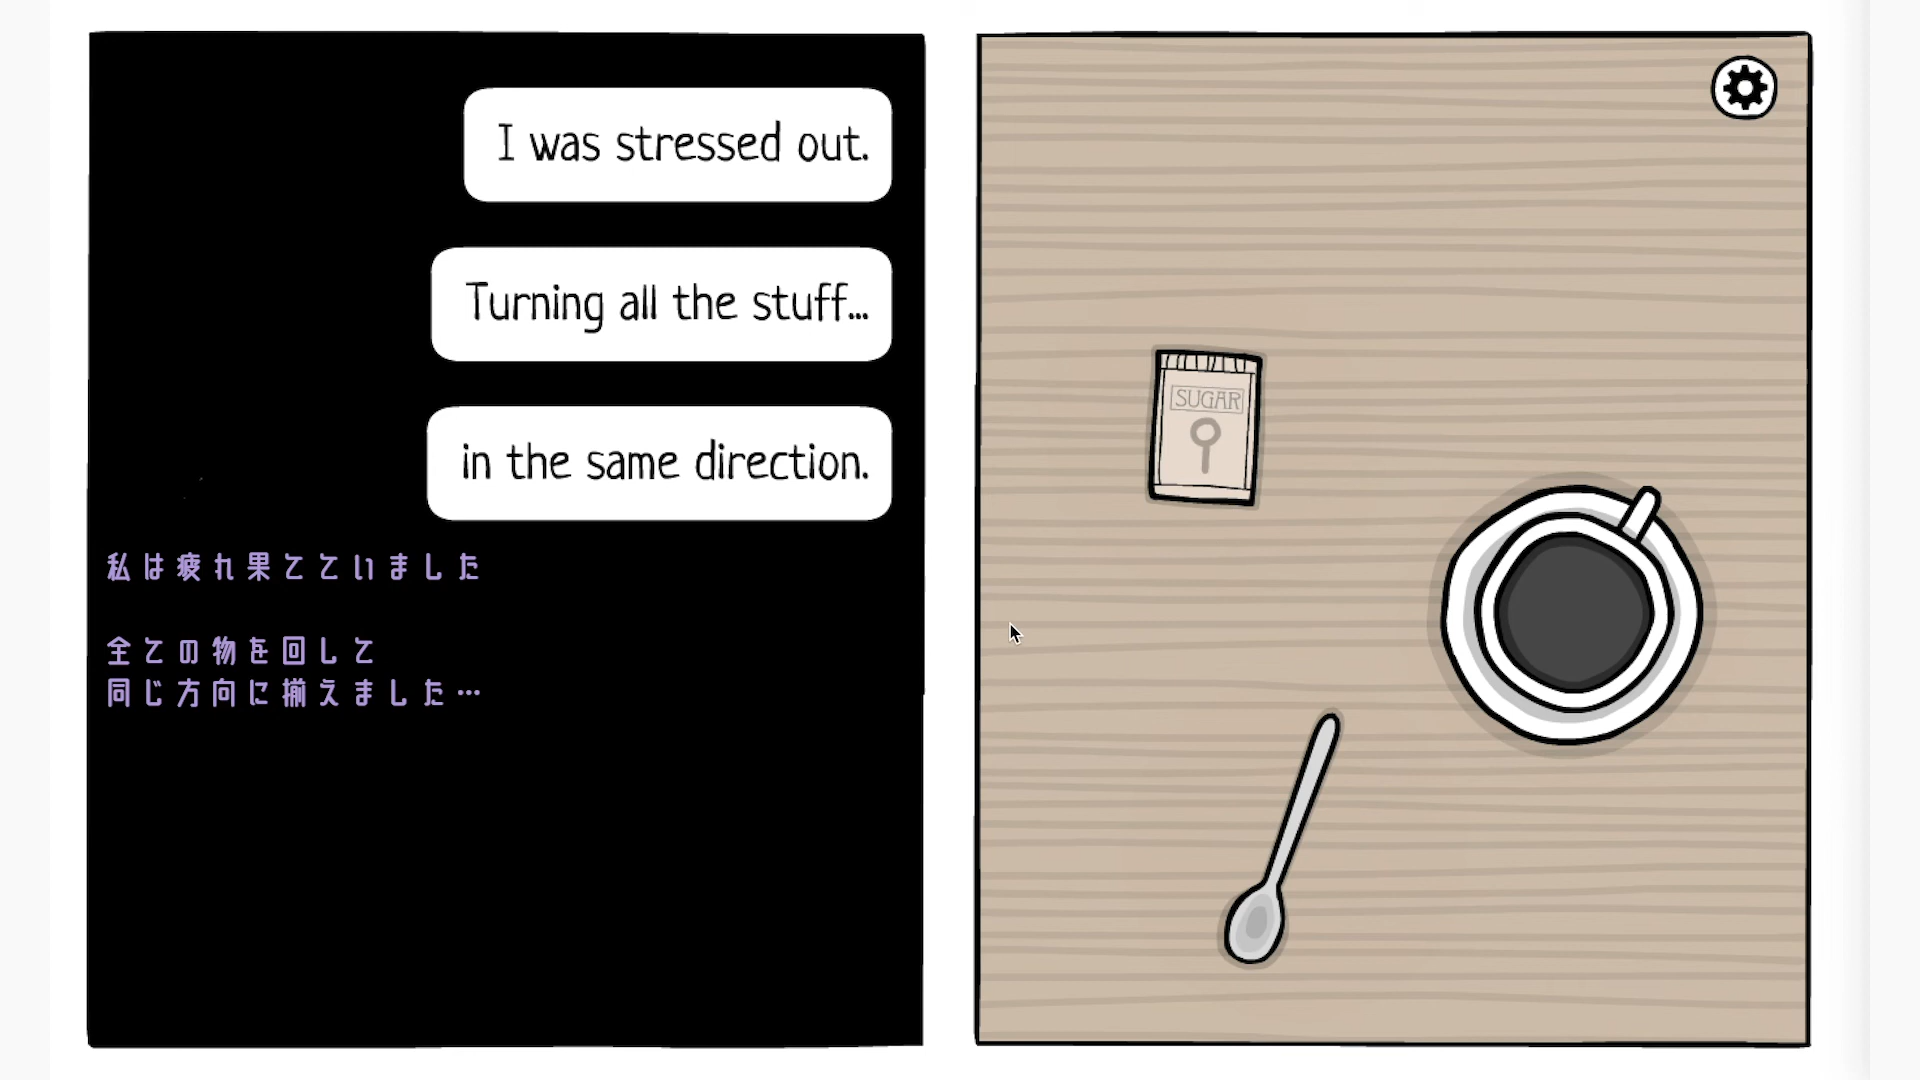 I was stressed out.
Turning all the stuff...
in the same direction.
私は疲れ果てていました
全ての物を回して
同じ方向に揃えました…
SUGAR